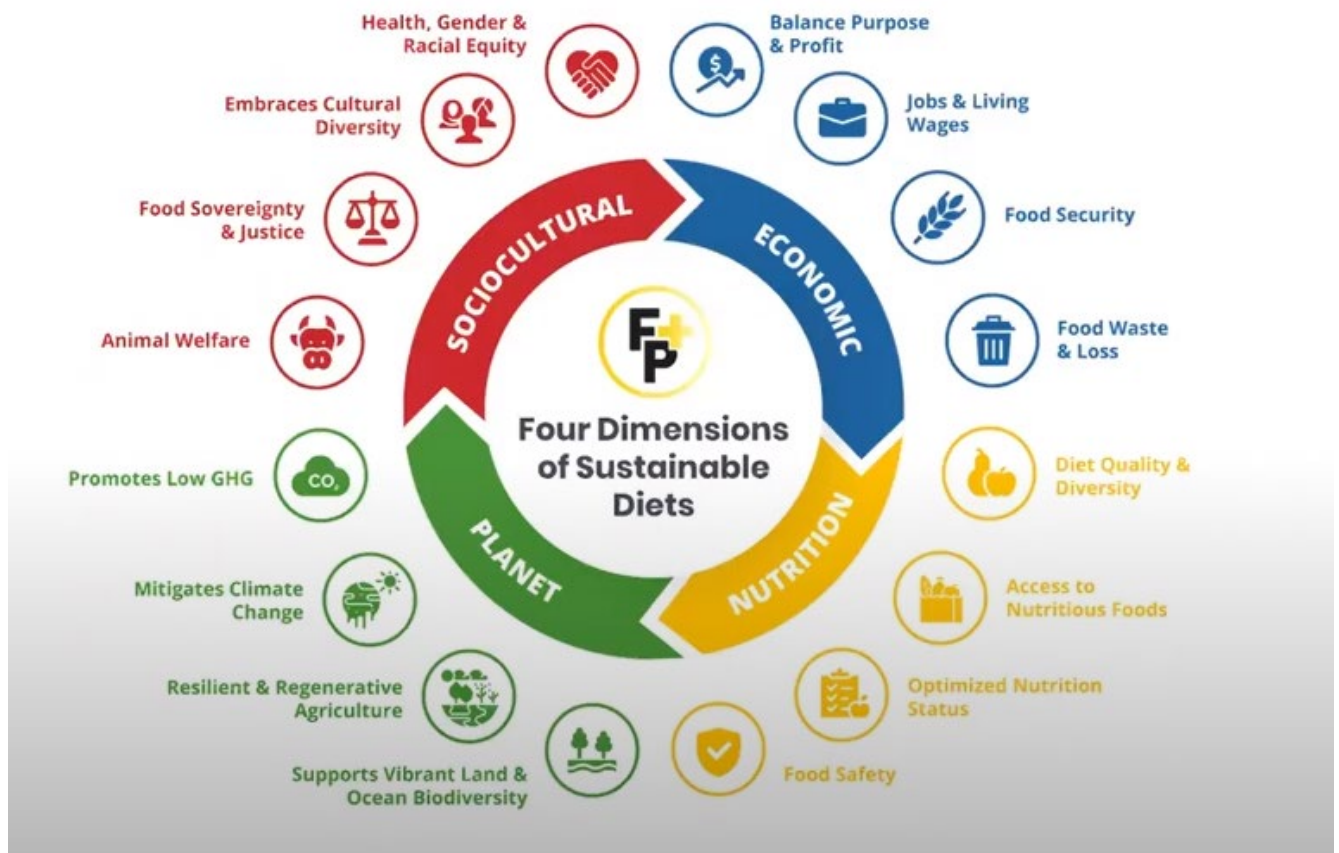 Health, Gender &
Racial Equity
Balance Purpose
& Profit
Embraces Cultural
Diversity
Jobs & Living
Wages
Food Sovereignty
& Justice
Food Security
Animal Welfare
Food Waste
& Loss
SOCIOCULTURAL
ECONOMIC
$
F+
P
Four Dimensions
of Sustainable
Diets
PLANET
NUTRITION
Promotes Low GHG
CO₂
Diet Quality &
Diversity
Mitigates Climate
Change
Access to
Nutritious Foods
Resilient & Regenerative
Agriculture
Optimized Nutrition
Status
Supports Vibrant Land &
Ocean Biodiversity
Food Safety